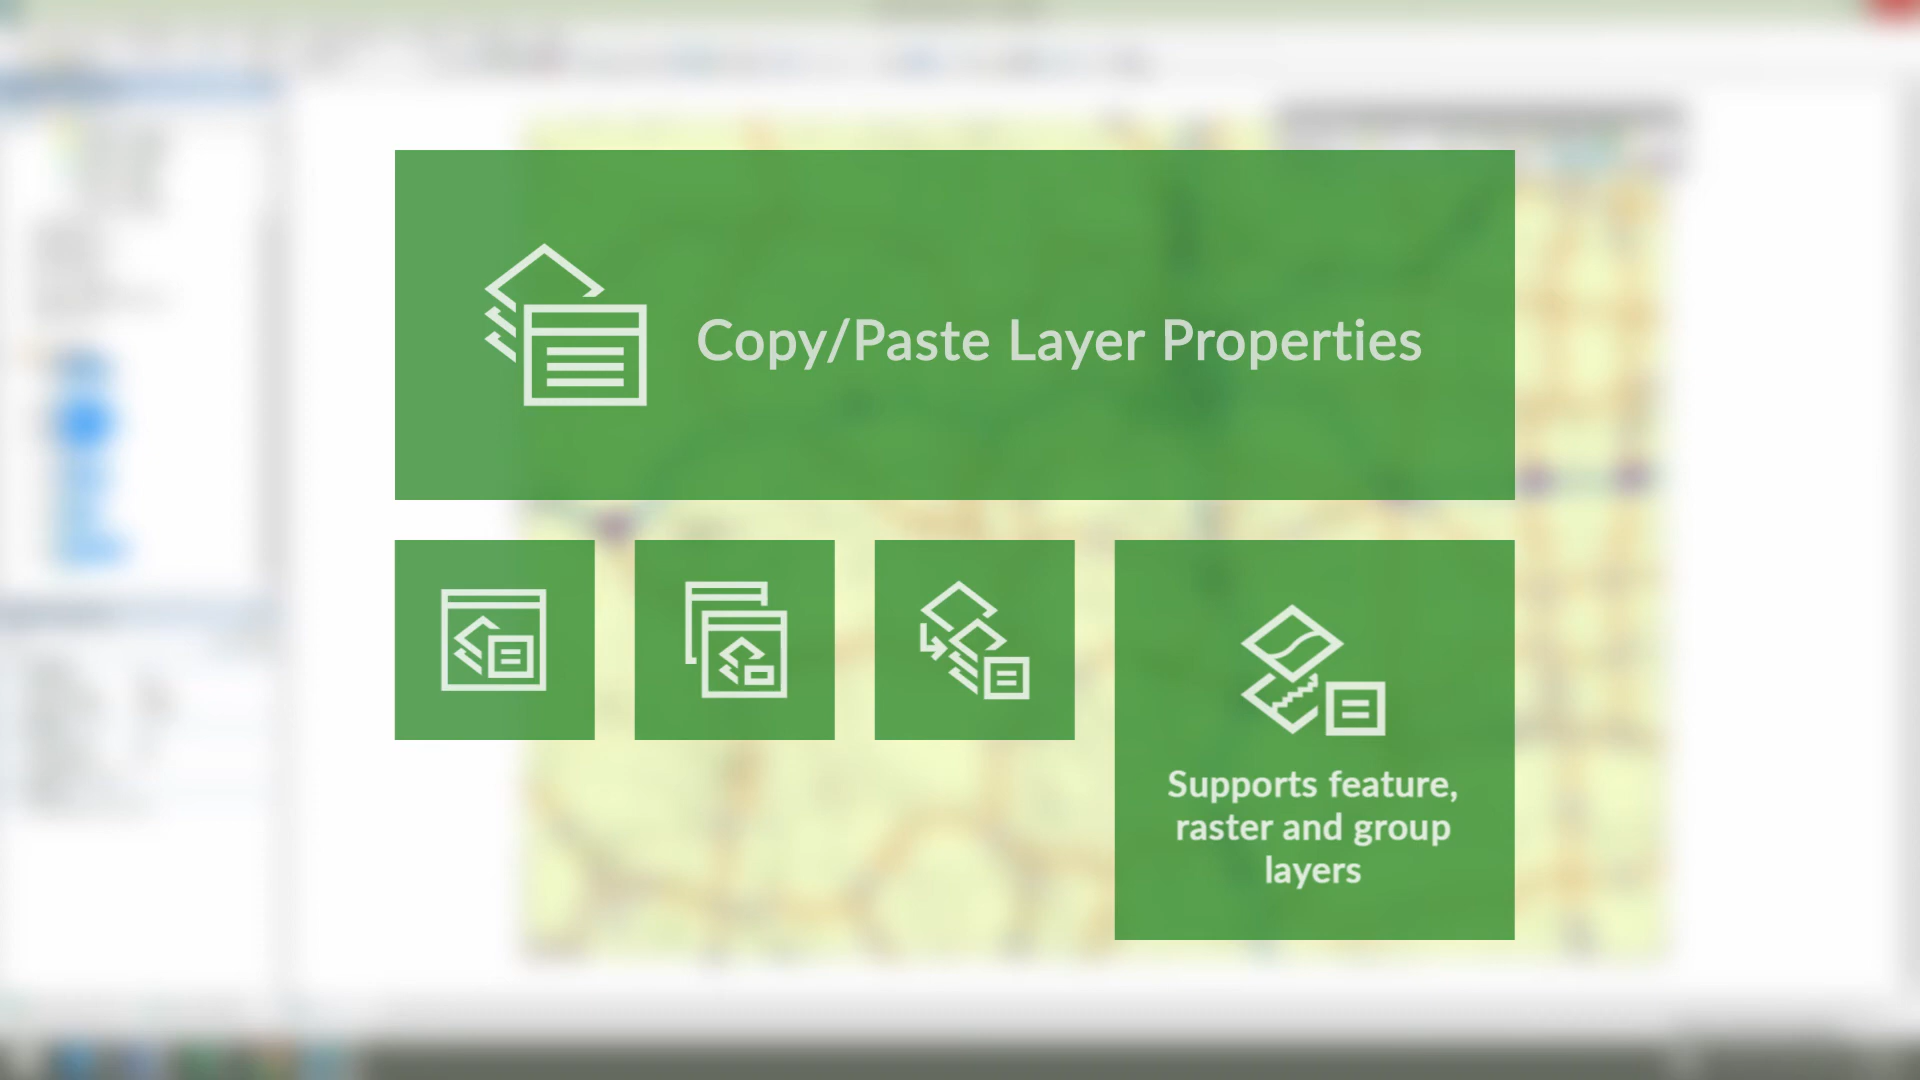 Copy/Paste Layer Properties
Supports feature,
raster and group
layers